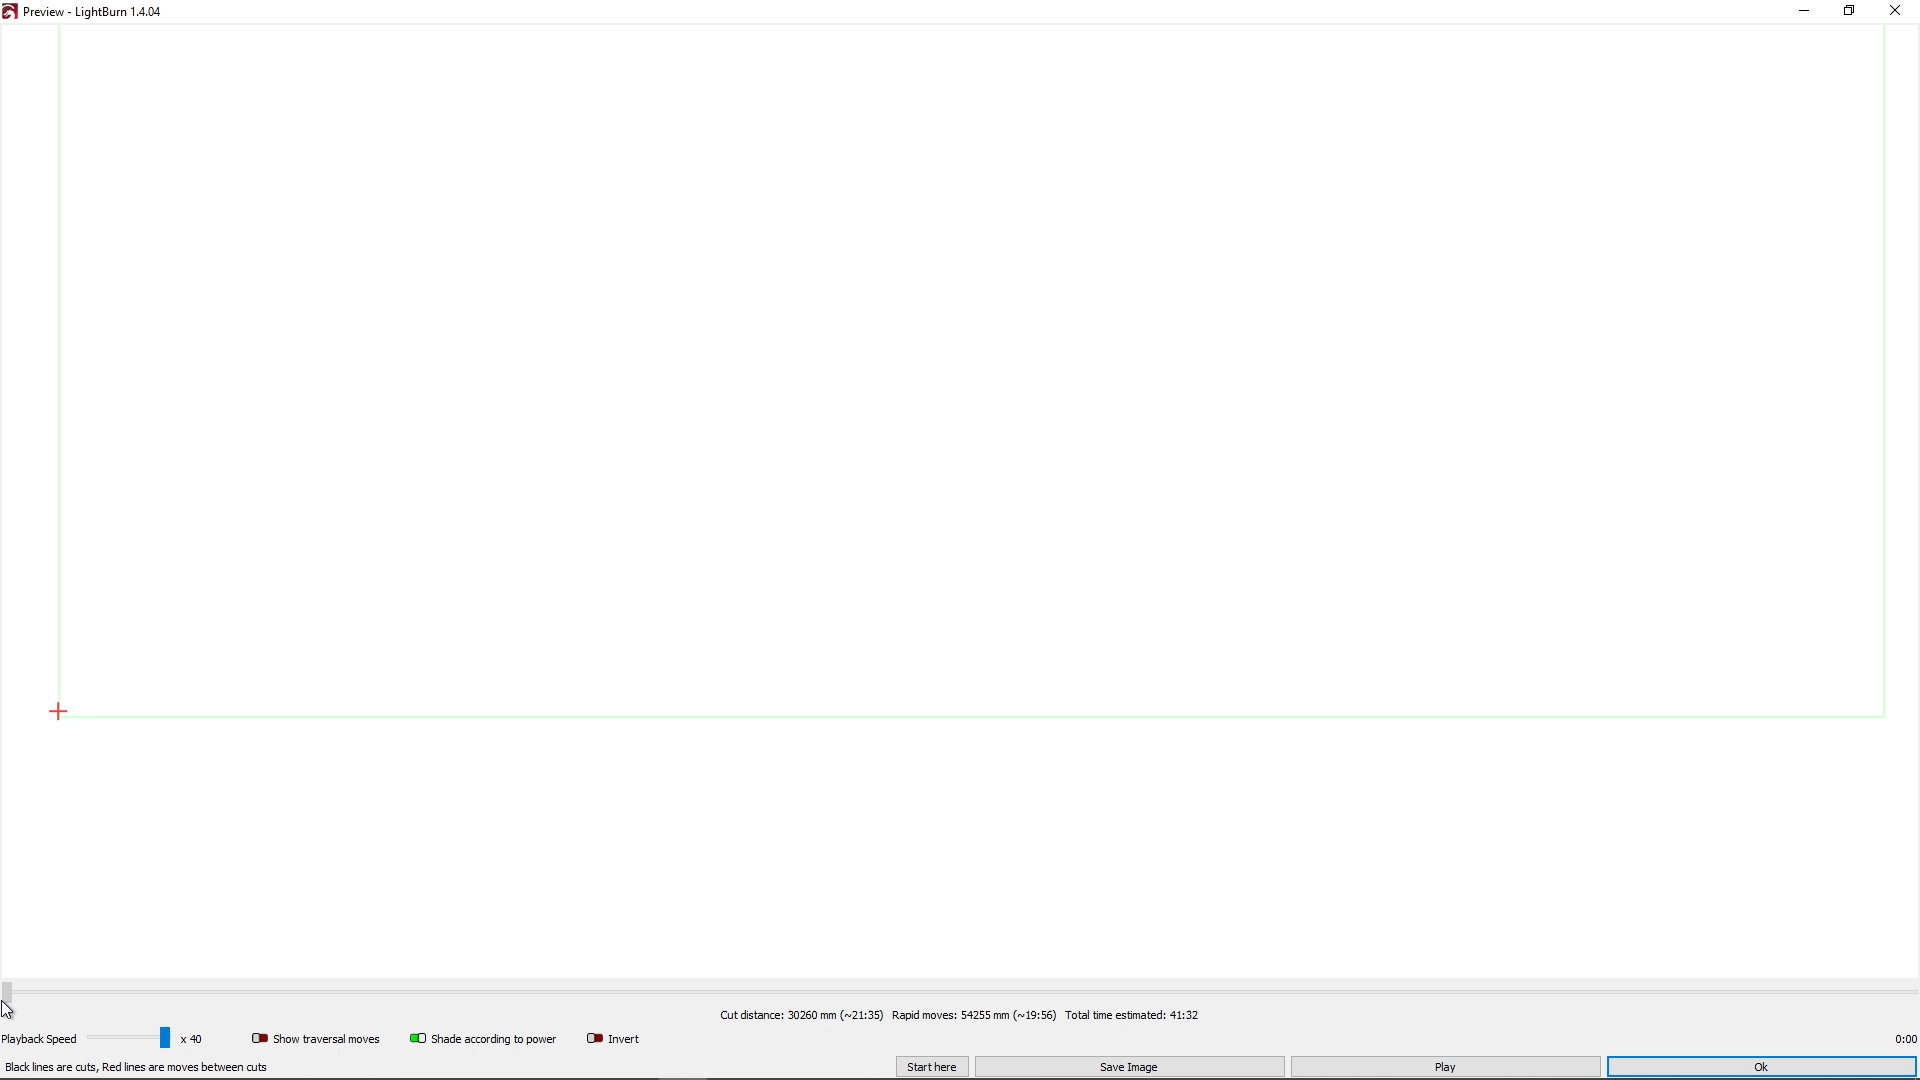 Preview - LightBurn 1.4.04
Cut distance: 30260 mm (~21:35)   Rapid moves: 54255 mm (~19:56)   Total time estimated: 41:32
Playback Speed x 40 Show traversal moves Shade according to power Invert 0:00
Black lines are cuts, Red lines are moves between cuts Start here Save Image Play Ok